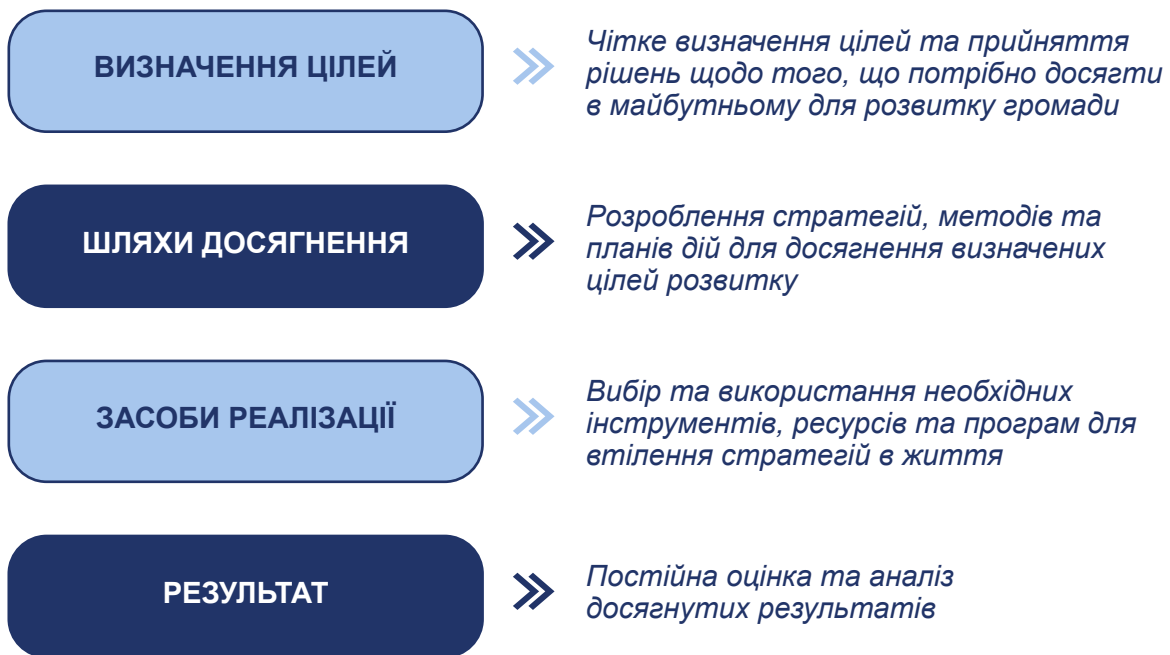 ВИЗНАЧЕННЯ ЦІЛЕЙ
Чітке визначення цілей та прийняття
рішень щодо того, що потрібно досягти
в майбутньому для розвитку громади
ШЛЯХИ ДОСЯГНЕННЯ
Розроблення стратегій, методів та
планів дій для досягнення визначених
цілей розвитку
ЗАСОБИ РЕАЛІЗАЦІЇ
Вибір та використання необхідних
інструментів, ресурсів та програм для
втілення стратегій в життя
РЕЗУЛЬТАТ
Постійна оцінка та аналіз
досягнутих результатів